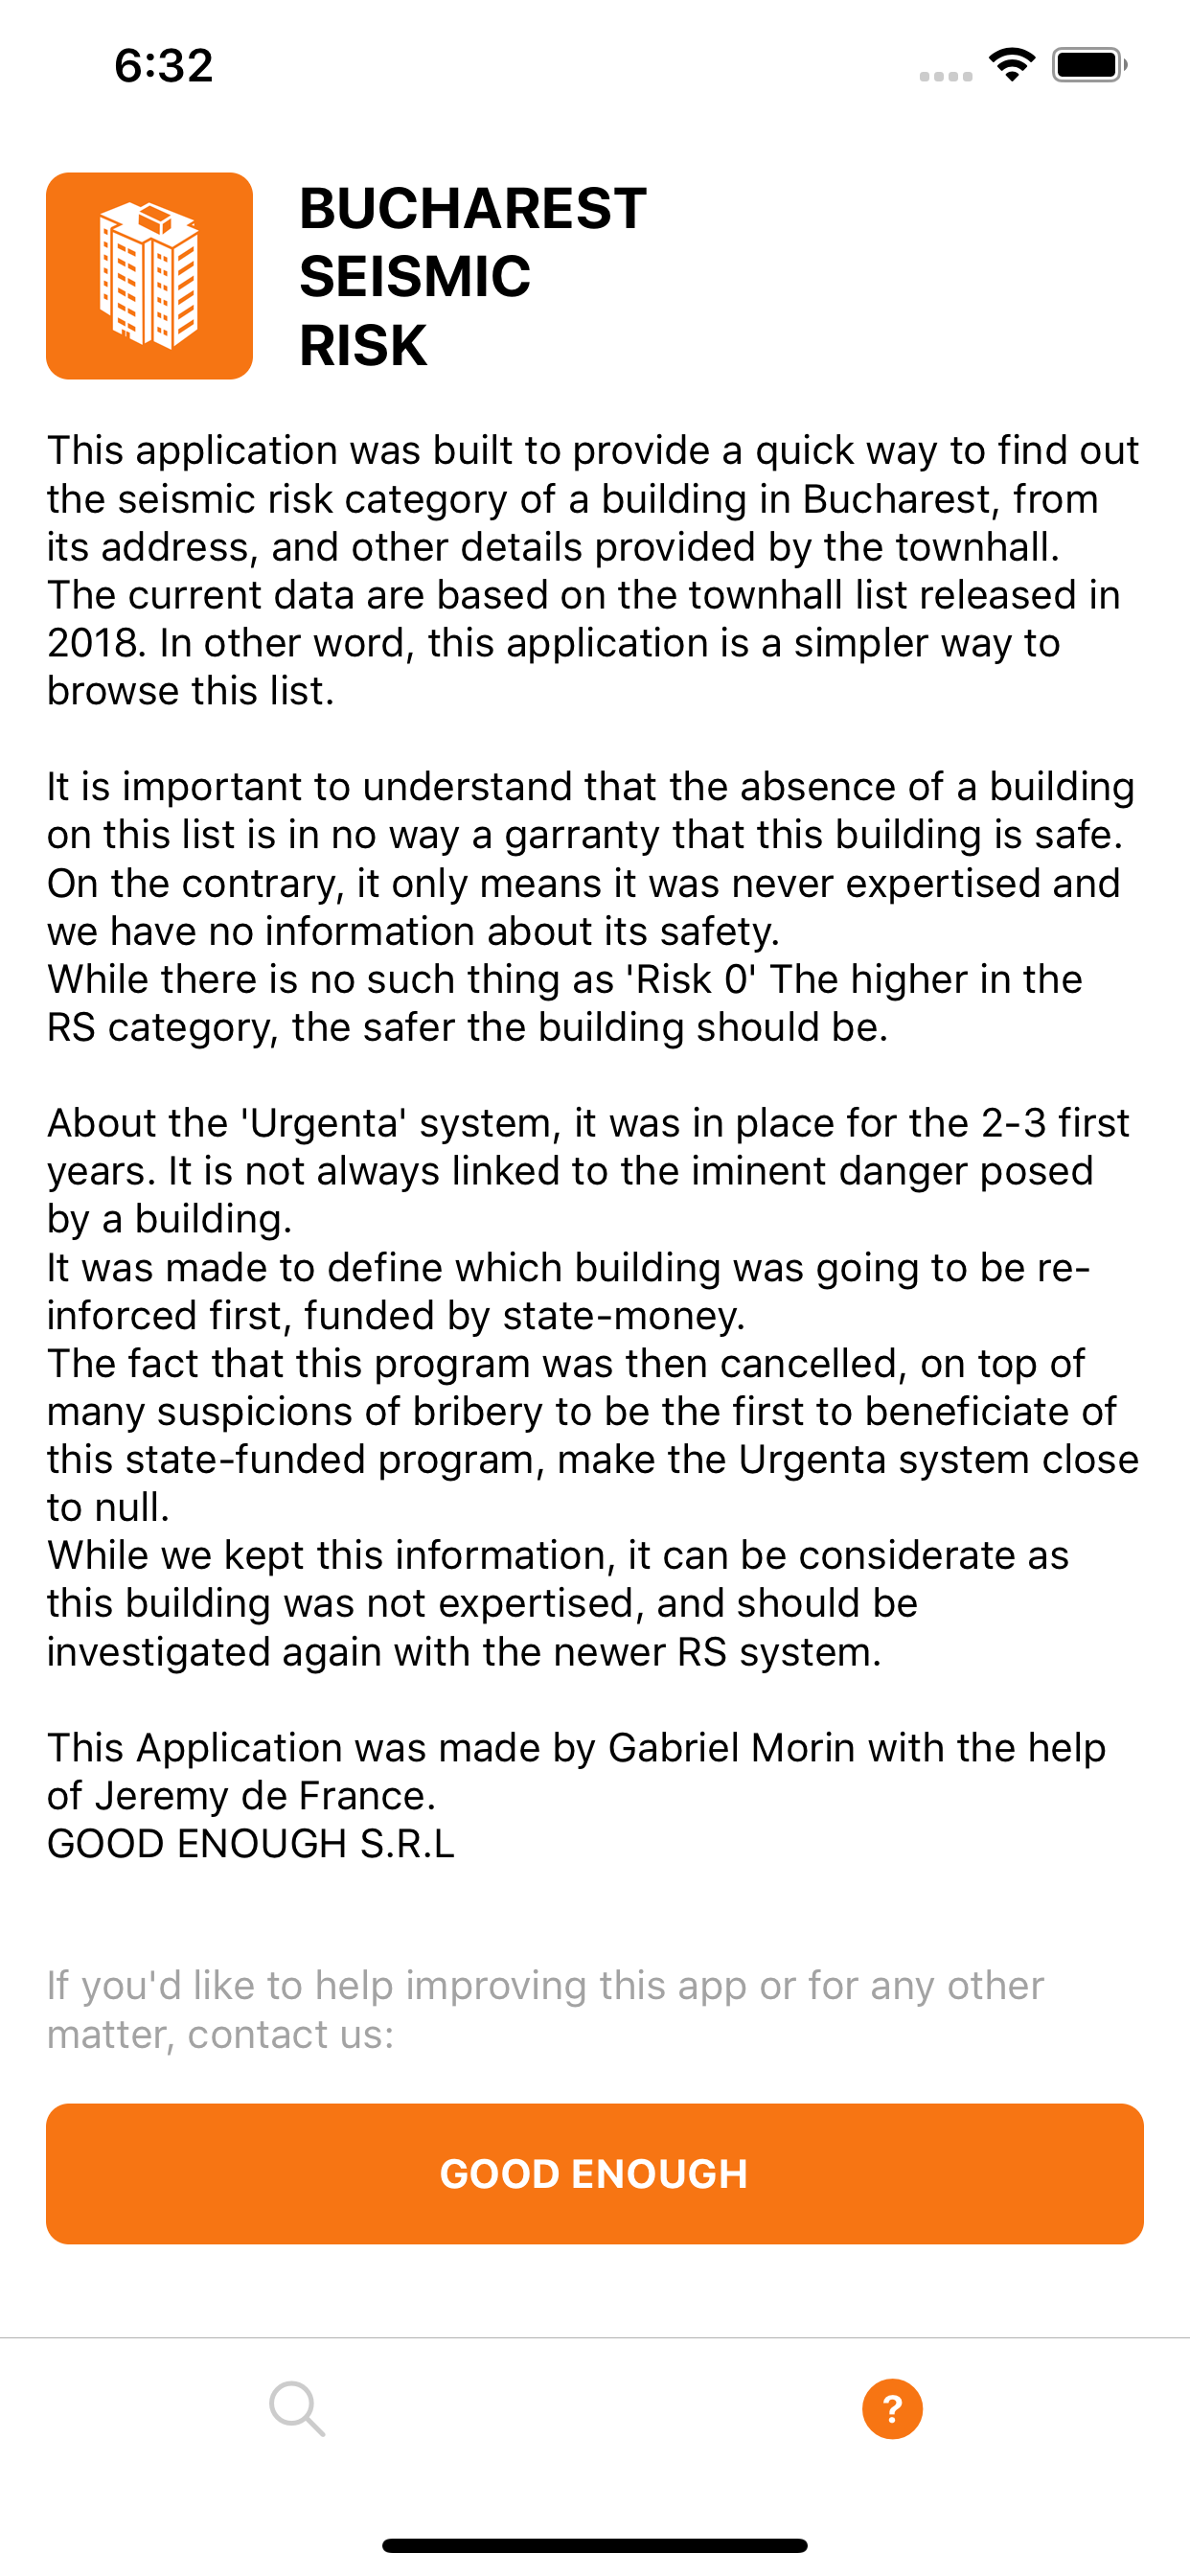 6:32
BUCHAREST
SEISMIC
RISK
This application was built to provide a quick way to find out
the seismic risk category of a building in Bucharest, from
its address, and other details provided by the townhall.
The current data are based on the townhall list released in
2018. In other word, this application is a simpler way to
browse this list.
It is important to understand that the absence of a building
on this list is in no way a garranty that this building is safe.
On the contrary, it only means it was never expertised and
we have no information about its safety.
While there is no such thing as 'Risk 0' The higher in the
RS category, the safer the building should be.
About the 'Urgenta' system, it was in place for the 2-3 first
years. It is not always linked to the iminent danger posed
by a building.
It was made to define which building was going to be re-
inforced first, funded by state-money.
The fact that this program was then cancelled, on top of
many suspicions of bribery to be the first to beneficiate of
this state-funded program, make the Urgenta system close
to null.
While we kept this information, it can be considerate as
this building was not expertised, and should be
investigated again with the newer RS system.
This Application was made by Gabriel Morin with the help
of Jeremy de France.
GOOD ENOUGH S.R.L
If you'd like to help improving this app or for any other
matter, contact us:
GOOD ENOUGH
?